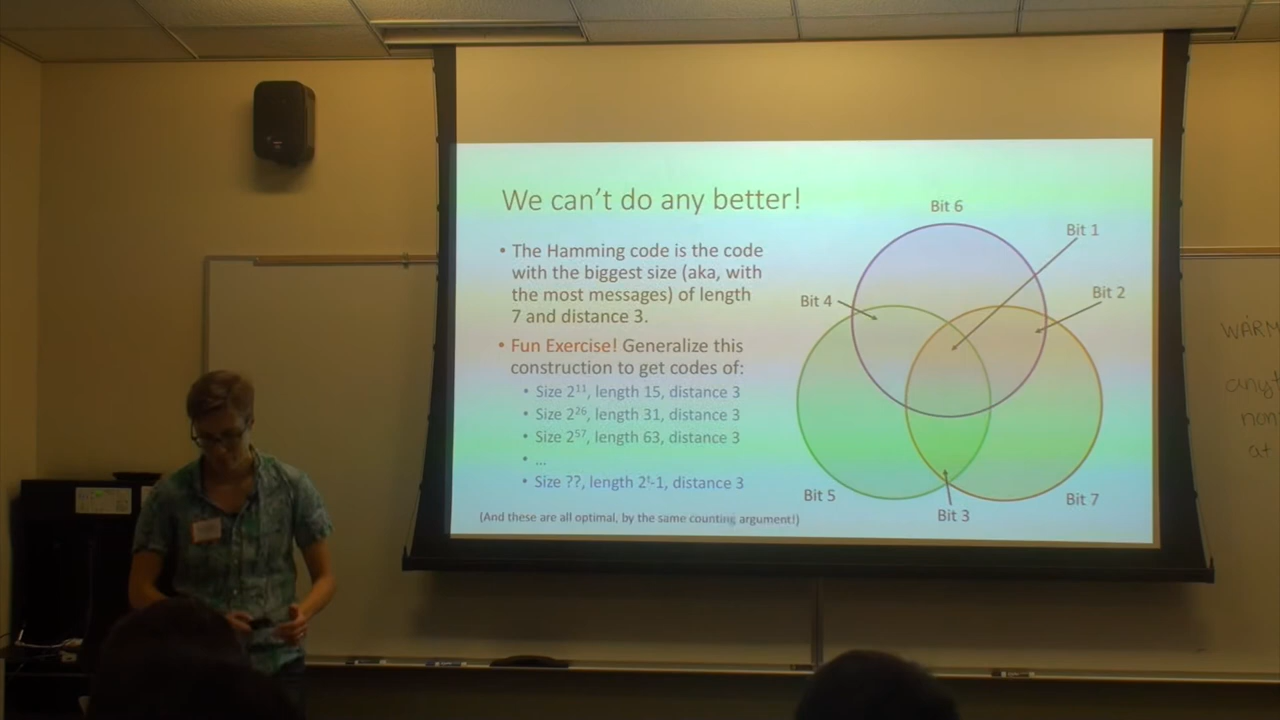 We can't do any better!
• The Hamming code is the code
with the biggest size (aka, with
the most messages) of length
7 and distance 3.
• Fun Exercise! Generalize this
construction to get codes of:
• Size 2¹¹, length 15, distance 3
• Size 2²⁶, length 31, distance 3
• Size 2⁵⁷, length 63, distance 3
• ...
• Size ??, length 2ᵗ-1, distance 3
(And these are all optimal, by the same counting argument!)
Bit 6
Bit 1
Bit 2
Bit 4
Bit 5
Bit 3
Bit 7
WARM
at